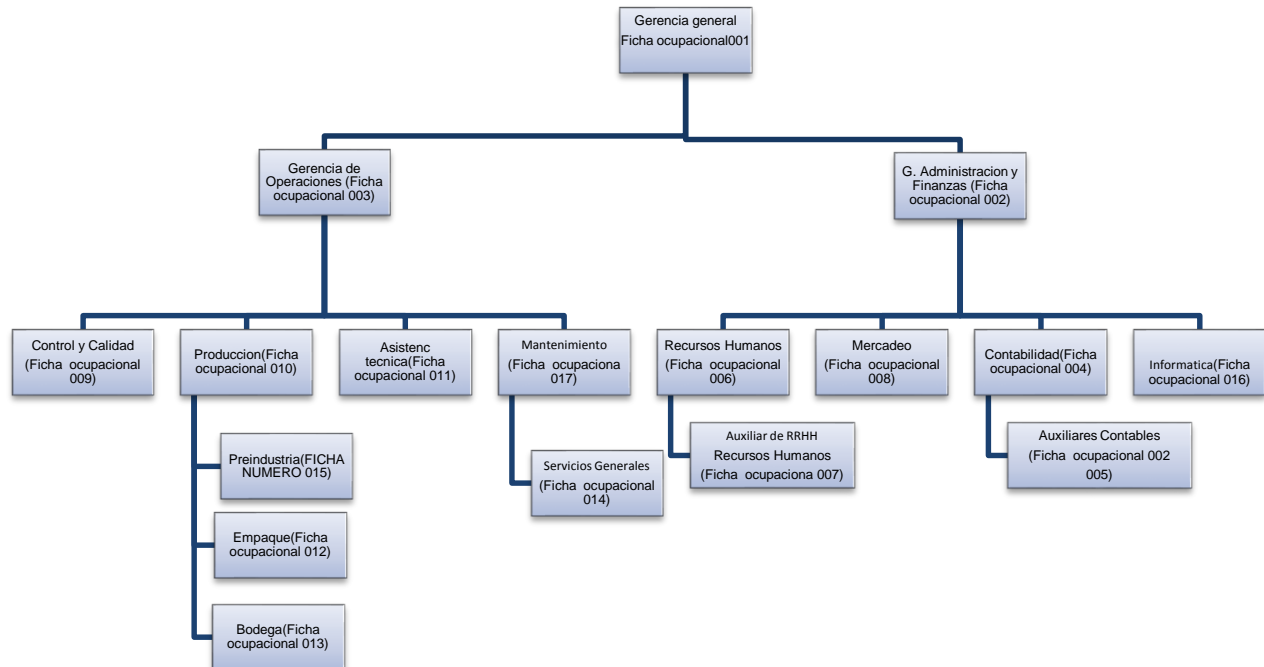 Gerencia general
Ficha ocupacional001
Gerencia de
Operaciones (Ficha
ocupacional 003)
G. Administracion y
Finanzas (Ficha
ocupacional 002)
Control y Calidad
(Ficha ocupacional
009)
Produccion(Ficha
ocupacional 010)
Asistenc
tecnica(Ficha
ocupacional 011)
Mantenimiento
(Ficha ocupaciona
017)
Recursos Humanos
(Ficha ocupacional
006)
Mercadeo
(Ficha ocupacional
008)
Contabilidad(Ficha
ocupacional 004)
Informatica(Ficha
ocupacional 016)
Preindustria(FICHA
NUMERO 015)
Empaque(Ficha
ocupacional 012)
Bodega(Ficha
ocupacional 013)
Servicios Generales
(Ficha ocupacional
014)
Auxiliar de RRHH
Recursos Humanos
(Ficha ocupaciona 007)
Auxiliares Contables
(Ficha ocupacional 002
005)